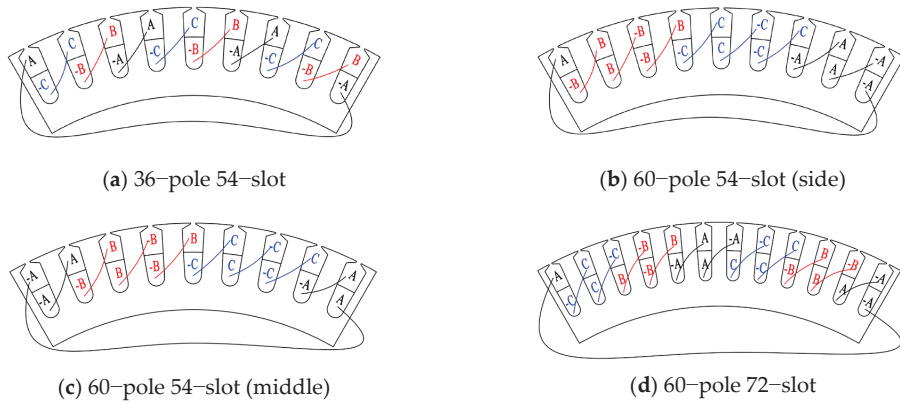 A C B A C B A C B
-C -B -A -C -B -A -C -B -A
(a) 36−pole 54−slot
A B -B B C -C C A -A
-B B -B -C C -C -A A -A
(b) 60−pole 54−slot (side)
-A A B -B B C -C C A
-A -B B -B -C C -C -A A
(c) 60−pole 54−slot (middle)
A C -C -B B A -A -C C B -B -A
-C C B -B -A A C -C -B B A -A
(d) 60−pole 72−slot